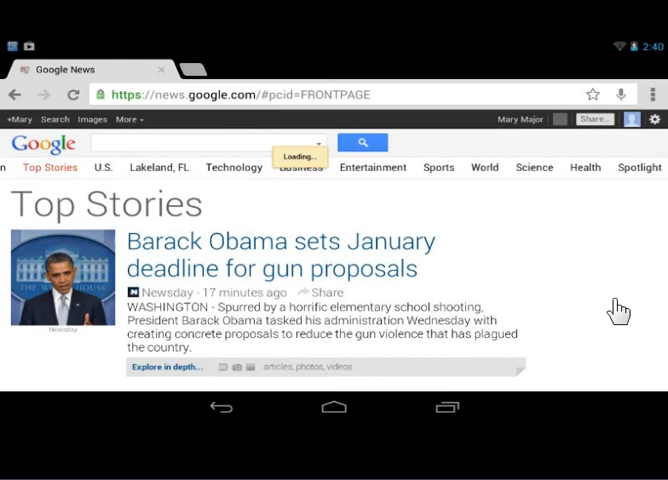 2:40
Google News
https://news.google.com/#pcid=FRONTPAGE
+Mary Search Images More Mary Major Share...
Google
Loading...
n Top Stories U.S. Lakeland, FL Technology Business Entertainment Sports World Science Health Spotlight
Top Stories
Barack Obama sets January
deadline for gun proposals
Newsday - 17 minutes ago Share
WASHINGTON - Spurred by a horrific elementary school shooting,
President Barack Obama tasked his administration Wednesday with
creating concrete proposals to reduce the gun violence that has plagued
the country.
Newsday
Explore in depth... articles, photos, videos